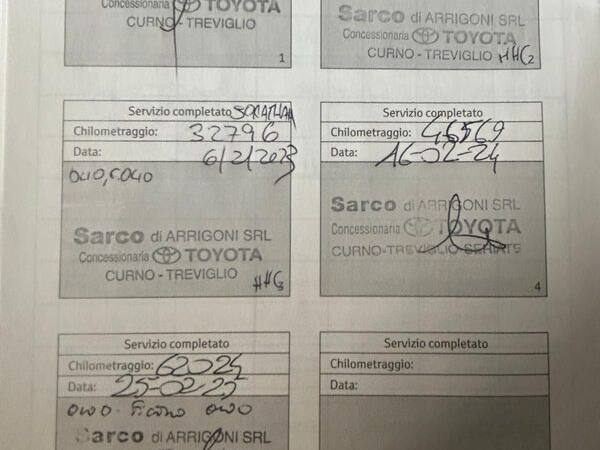 Concessionaria TOYOTA
CURNO-TREVIGLIO
1
Sarco di ARRIGONI SRL
Concessionaria TOYOTA
CURNO - TREVIGLIO HHG2
Servizio completato
Chilometraggio: 32796
Data: 6/2/2023
Sarco di ARRIGONI SRL
Concessionaria TOYOTA
CURNO - TREVIGLIO
Servizio completato
Chilometraggio: 46569
Data: 16-02-24
Sarco di ARRIGONI SRL
Concessionaria TOYOTA
CURNO-TREVIGLIO-SERIATE
4
Servizio completato
Chilometraggio: 62024
Data: 25-02-25
Sarco di ARRIGONI SRL
Servizio completato
Chilometraggio:
Data: